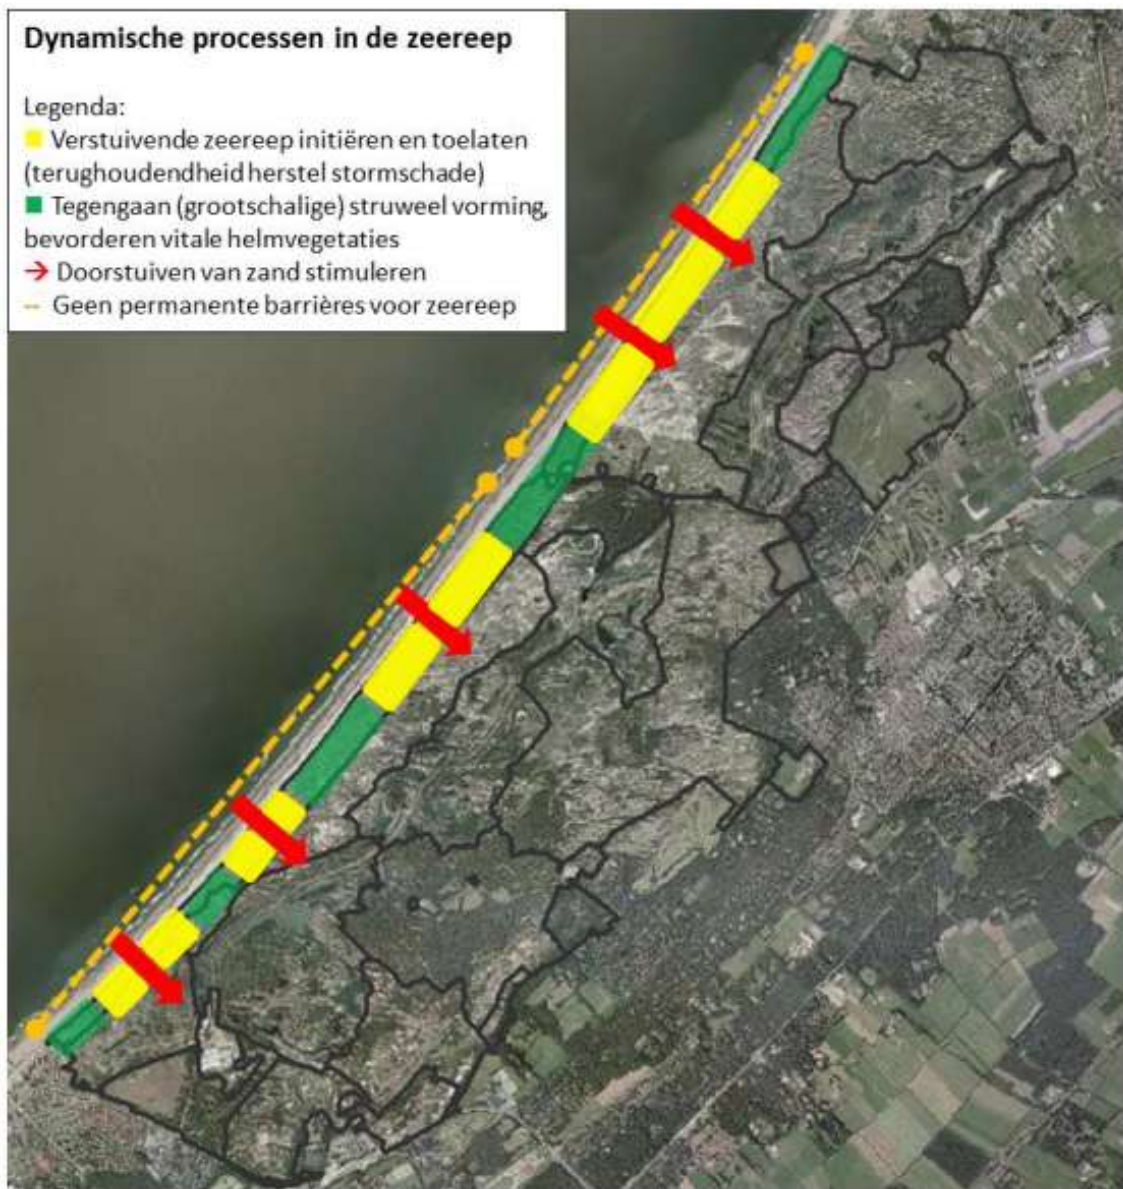 Dynamische processen in de zeereep
Legenda:
Verstuivende zeereep initiëren en toelaten
(terughoudendheid herstel stormschade)
Tegengaan (grootschalige) struweel vorming,
bevorderen vitale helmvegetaties
Doorstuiven van zand stimuleren
Geen permanente barrières voor zeereep